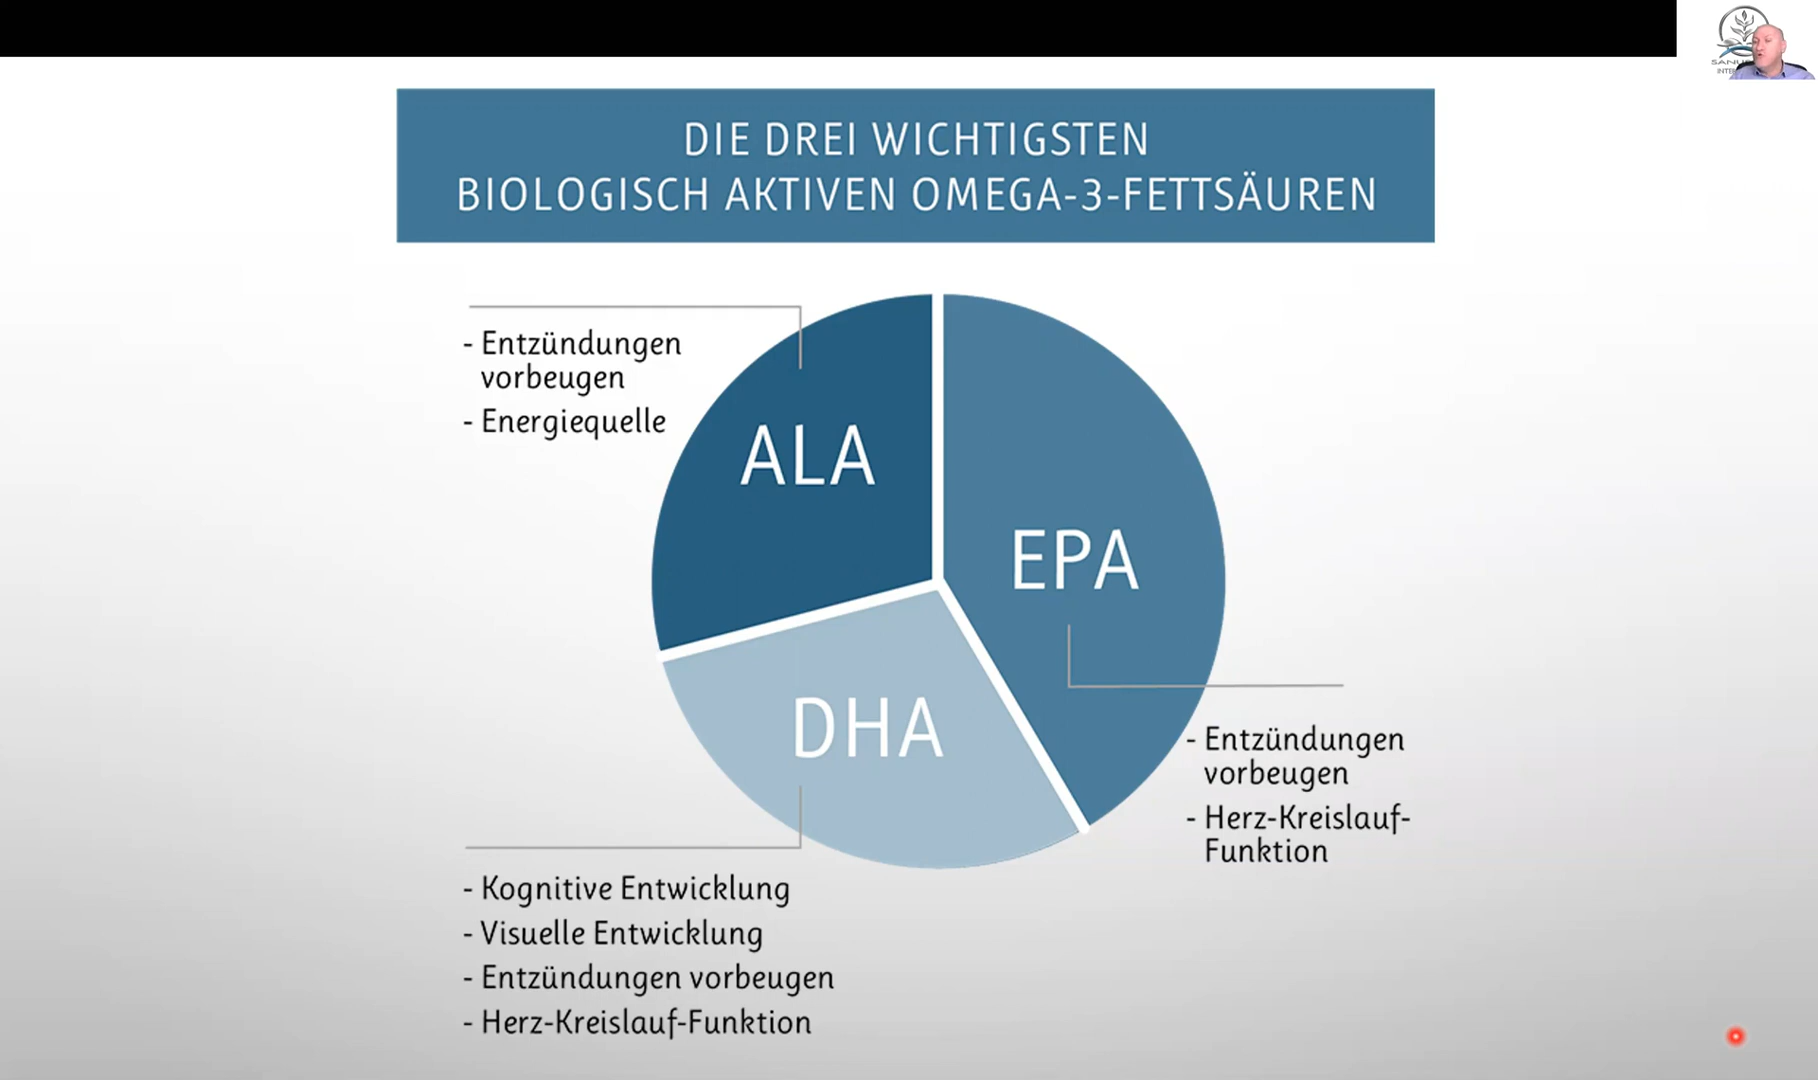 DIE DREI WICHTIGSTEN
BIOLOGISCH AKTIVEN OMEGA-3-FETTSÄUREN
- Entzündungen
vorbeugen
- Energiequelle
ALA
EPA
DHA
- Entzündungen
vorbeugen
- Herz-Kreislauf-
Funktion
- Kognitive Entwicklung
- Visuelle Entwicklung
- Entzündungen vorbeugen
- Herz-Kreislauf-Funktion